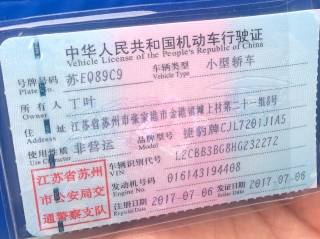 中华人民共和国机动车行驶证
Vehicle License of the People's Republic of China
号牌号码 苏EQ89C9 车辆类型 小型轿车
Plate No. Vehicle Type
所有人 丁叶
Owner
住址 江苏省苏州市张家港市金港镇滩上村第二十一组8号
Address
使用性质 非营运 品牌型号 捷豹牌CJL7201J1A5
Use Character Model
江苏省苏州市公安局交通警察支队
车辆识别代号 L2CBB3B68HG232272
VIN
发动机号码 016143194408
Engine No.
注册日期 2017-07-06 发证日期 2017-07-06
Register Date Issue Date